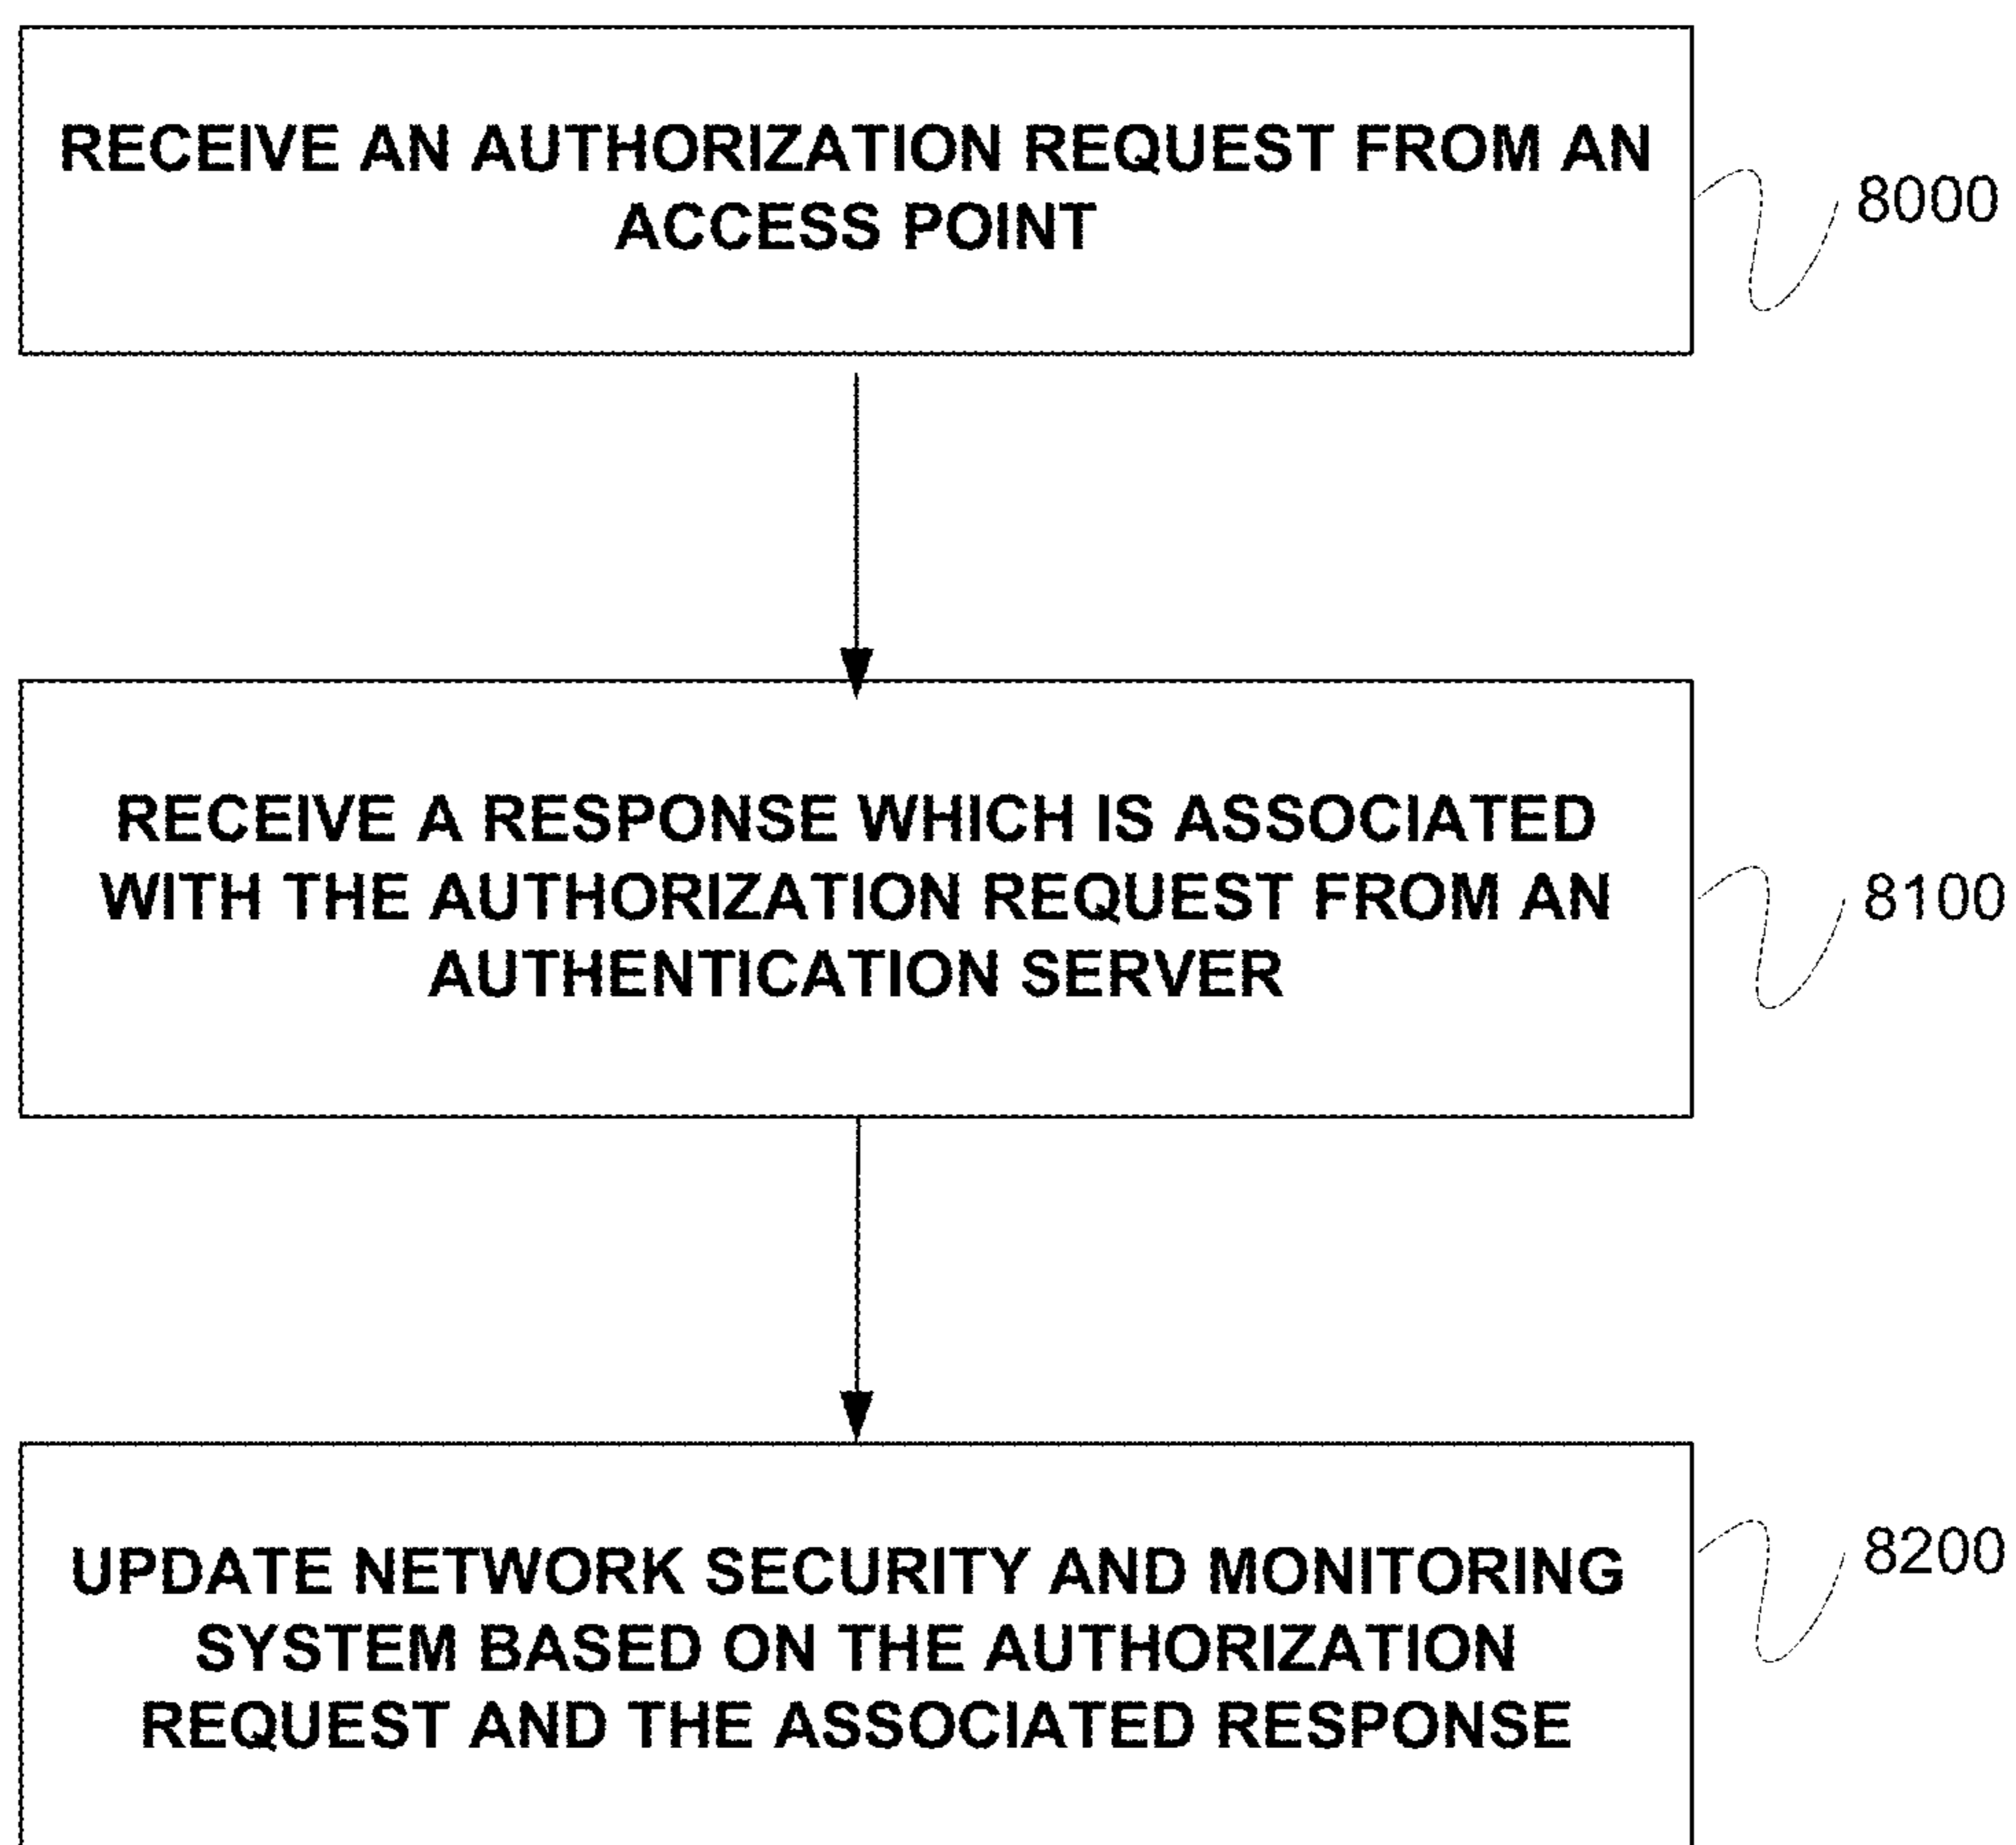 RECEIVE AN AUTHORIZATION REQUEST FROM AN
ACCESS POINT
8000
RECEIVE A RESPONSE WHICH IS ASSOCIATED
WITH THE AUTHORIZATION REQUEST FROM AN
AUTHENTICATION SERVER
8100
UPDATE NETWORK SECURITY AND MONITORING
SYSTEM BASED ON THE AUTHORIZATION
REQUEST AND THE ASSOCIATED RESPONSE
8200